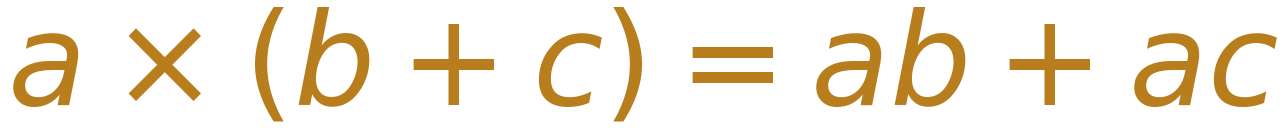 a × (b + c) = ab + ac